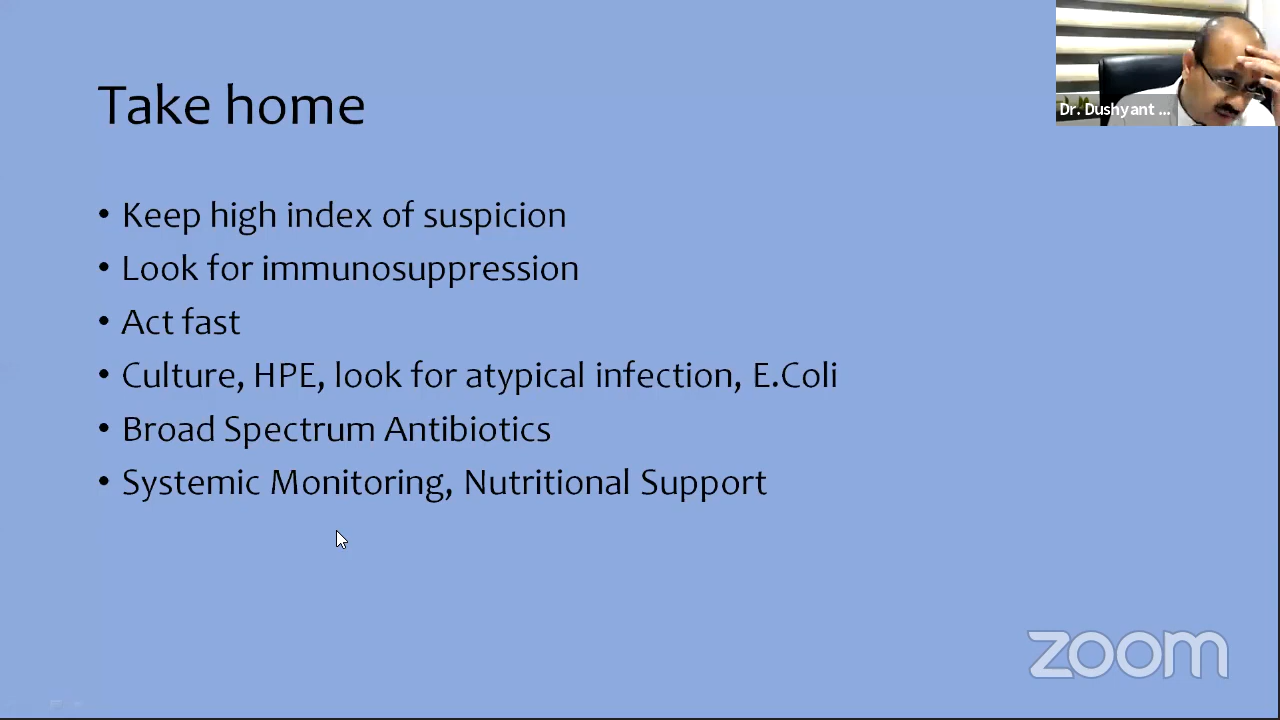 Take home
Dr. Dushyant ...
• Keep high index of suspicion
• Look for immunosuppression
• Act fast
• Culture, HPE, look for atypical infection, E.Coli
• Broad Spectrum Antibiotics
• Systemic Monitoring, Nutritional Support
zoom